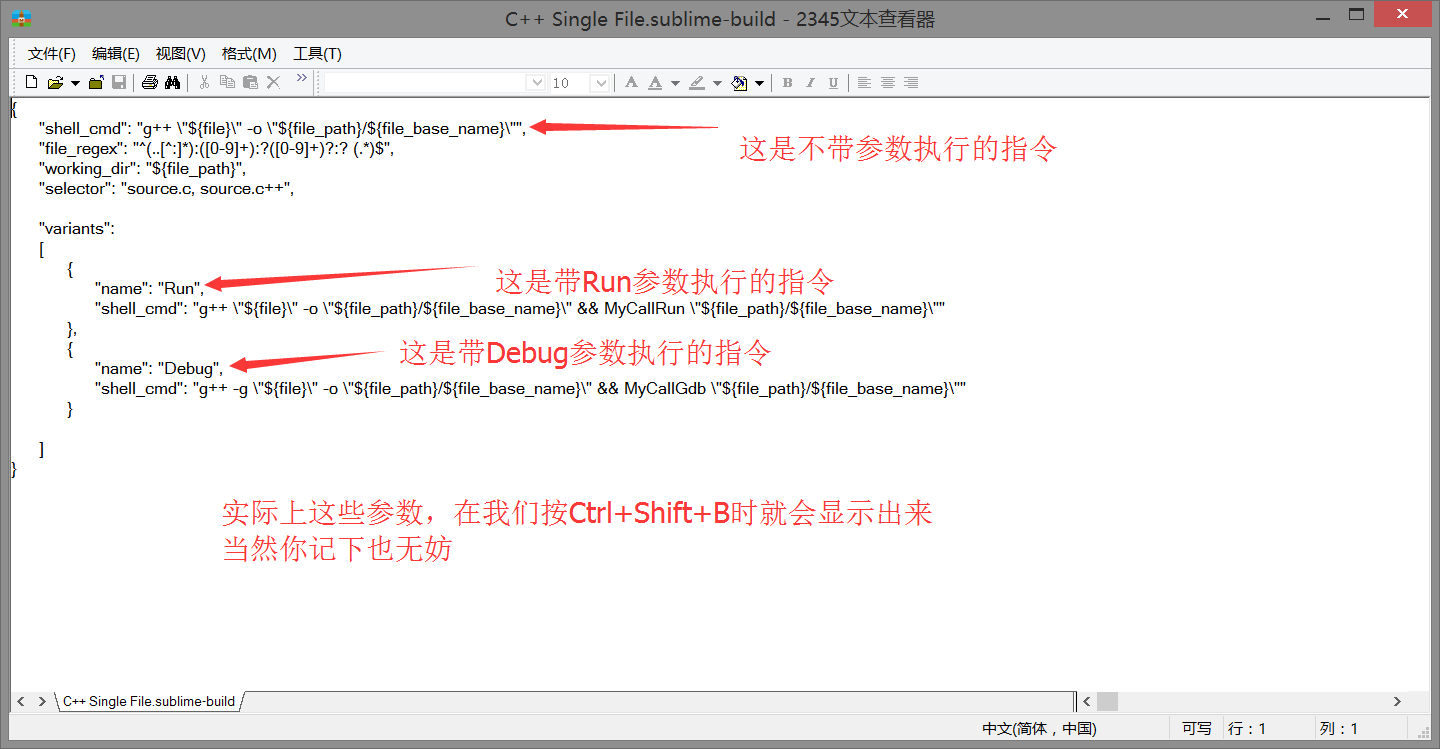 C++ Single File.sublime-build - 2345文本查看器
文件(F) 编辑(E) 视图(V) 格式(M) 工具(T)
10 A A B I U
{
"shell_cmd": "g++ \"${file}\" -o \"${file_path}/${file_base_name}\"",
这是不带参数执行的指令
"file_regex": "^(..[^:]*):([0-9]+):?([0-9]+)?:? (.*)$",
"working_dir": "${file_path}",
"selector": "source.c, source.c++",
"variants":
[
{
"name": "Run",
这是带Run参数执行的指令
"shell_cmd": "g++ \"${file}\" -o \"${file_path}/${file_base_name}\" && MyCallRun \"${file_path}/${file_base_name}\""
},
{
这是带Debug参数执行的指令
"name": "Debug",
"shell_cmd": "g++ -g \"${file}\" -o \"${file_path}/${file_base_name}\" && MyCallGdb \"${file_path}/${file_base_name}\""
}
]
}
实际上这些参数，在我们按Ctrl+Shift+B时就会显示出来
当然你记下也无妨
C++ Single File.sublime-build
中文(简体，中国) 可写 行：1 列：1